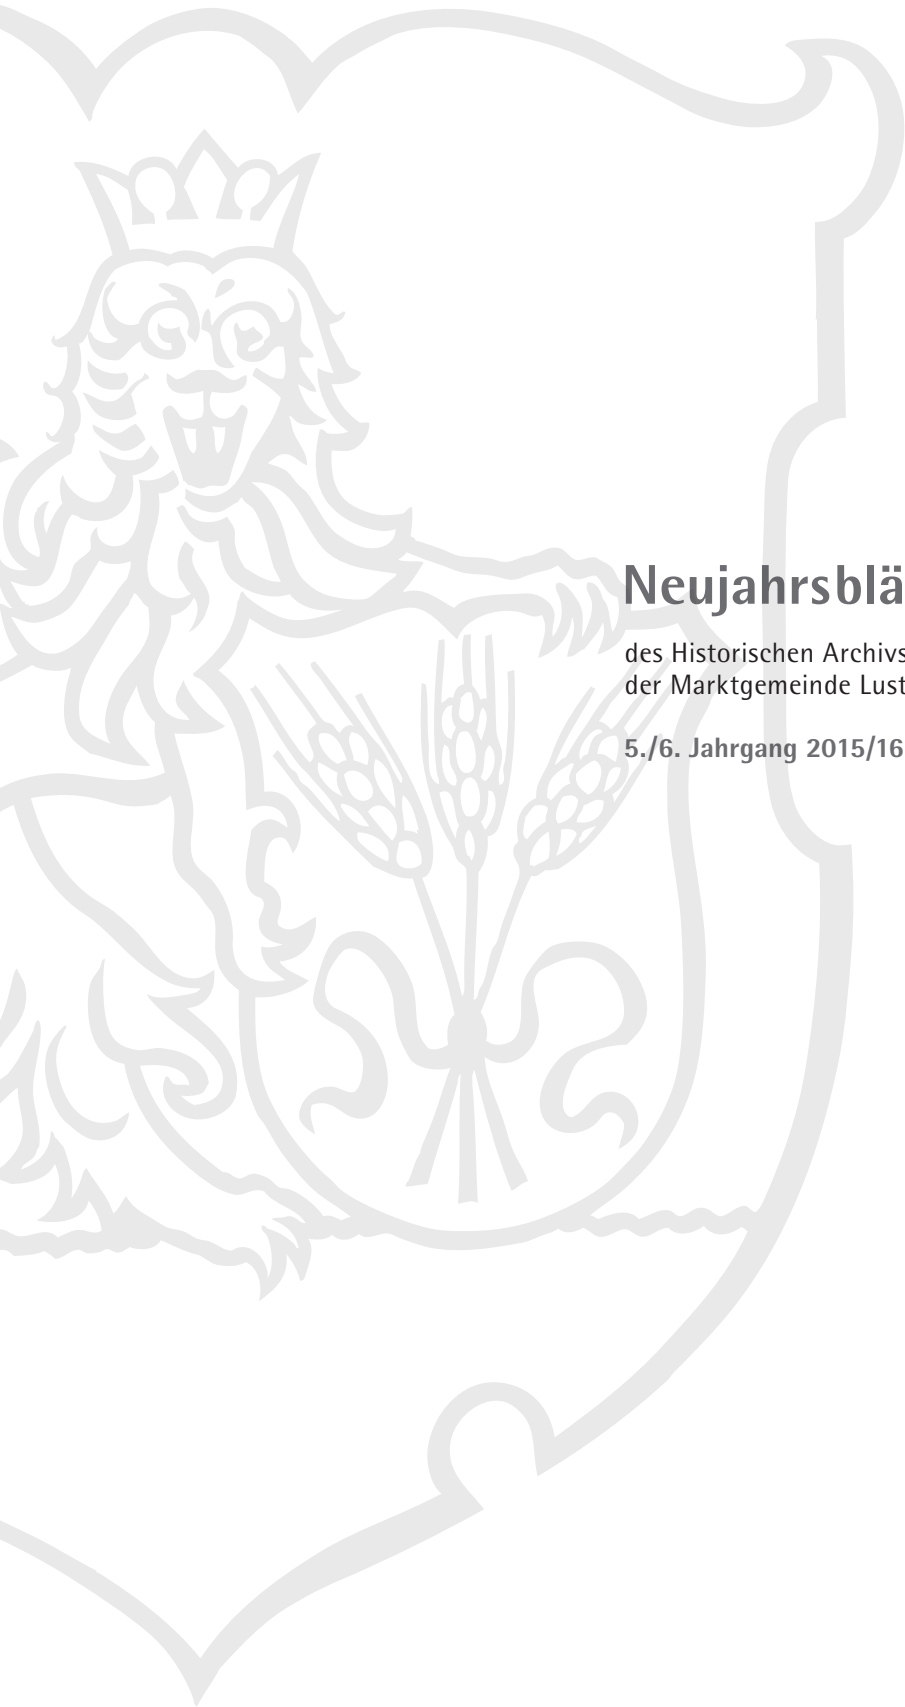 Neujahrsblä
des Historischen Archivs
der Marktgemeinde Lust
5./6. Jahrgang 2015/16